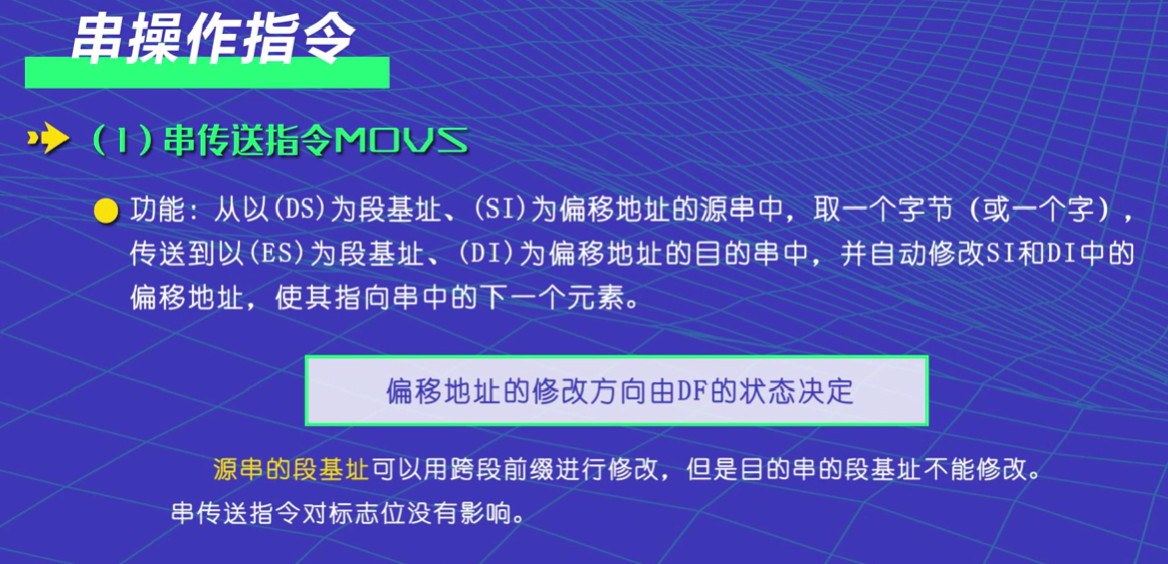 串操作指令
(1)串传送指令MOVS
功能：从以(DS)为段基址、(SI)为偏移地址的源串中，取一个字节（或一个字），
传送到以(ES)为段基址、(DI)为偏移地址的目的串中，并自动修改SI和DI中的
偏移地址，使其指向串中的下一个元素。
偏移地址的修改方向由DF的状态决定
源串的段基址可以用跨段前缀进行修改，但是目的串的段基址不能修改。
串传送指令对标志位没有影响。